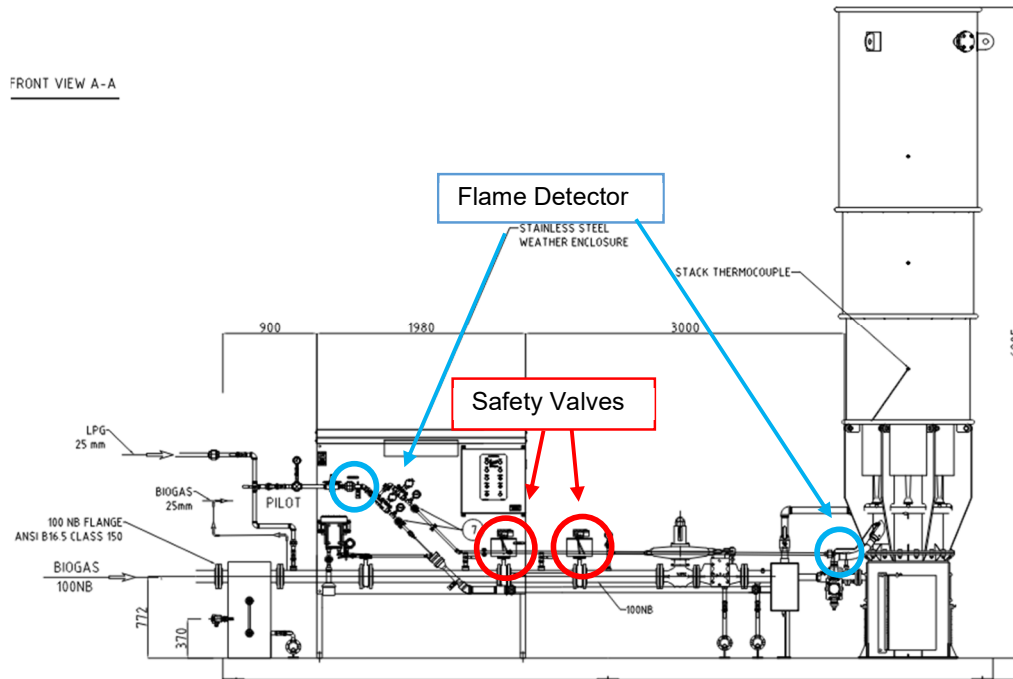 FRONT VIEW A-A
Flame Detector
STAINLESS STEEL
WEATHER ENCLOSURE
STACK THERMOCOUPLE
900
1980
3000
Safety Valves
LPG
25 mm
BIOGAS
25mm
PILOT
7
100 NB FLANGE
ANSI B16.5 CLASS 150
BIOGAS
100NB
100NB
772
370